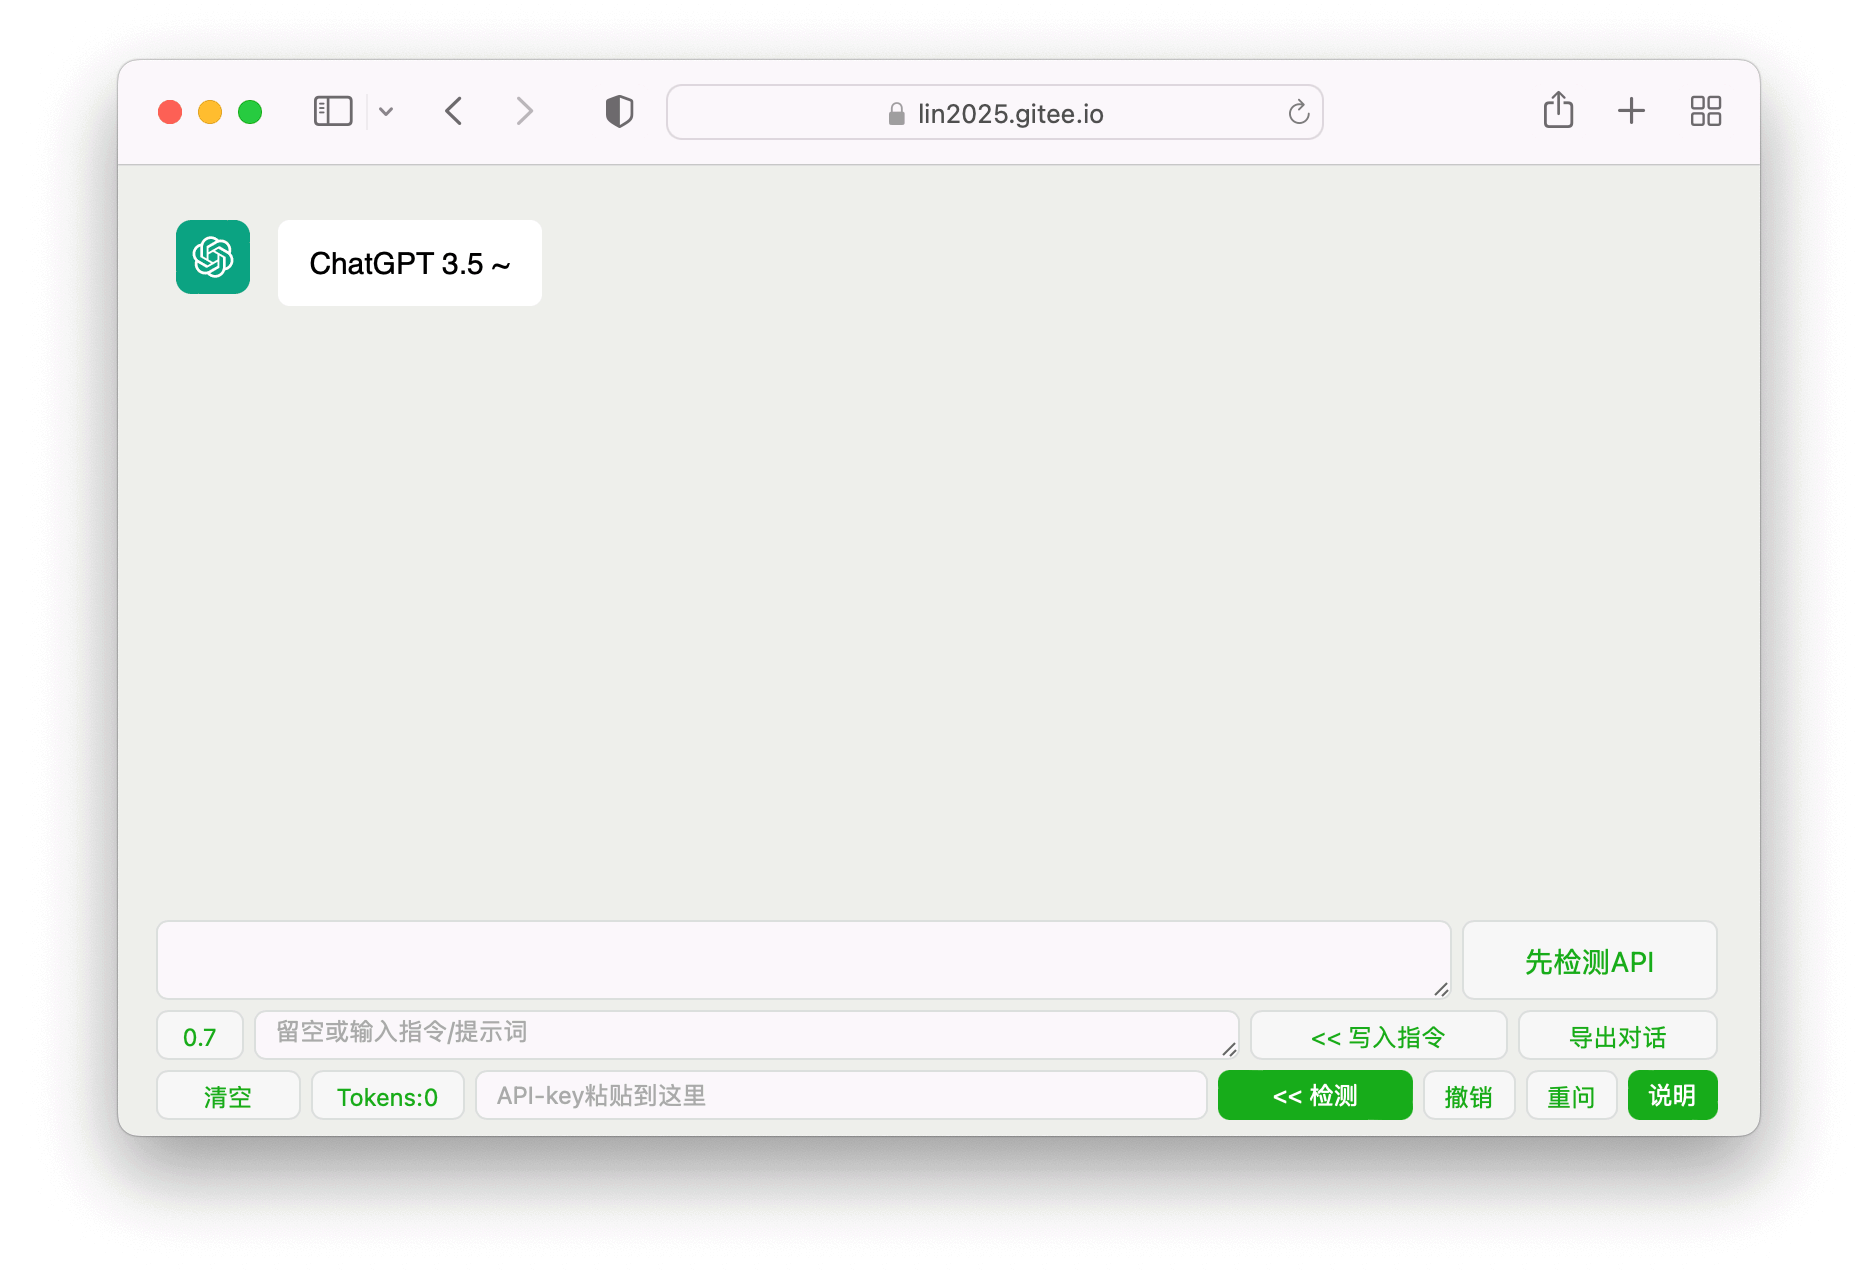 lin2025.gitee.io
ChatGPT 3.5 ~
先检测API
0.7
留空或输入指令/提示词
<< 写入指令
导出对话
清空
Tokens:0
API-key粘贴到这里
<< 检测
撤销
重问
说明